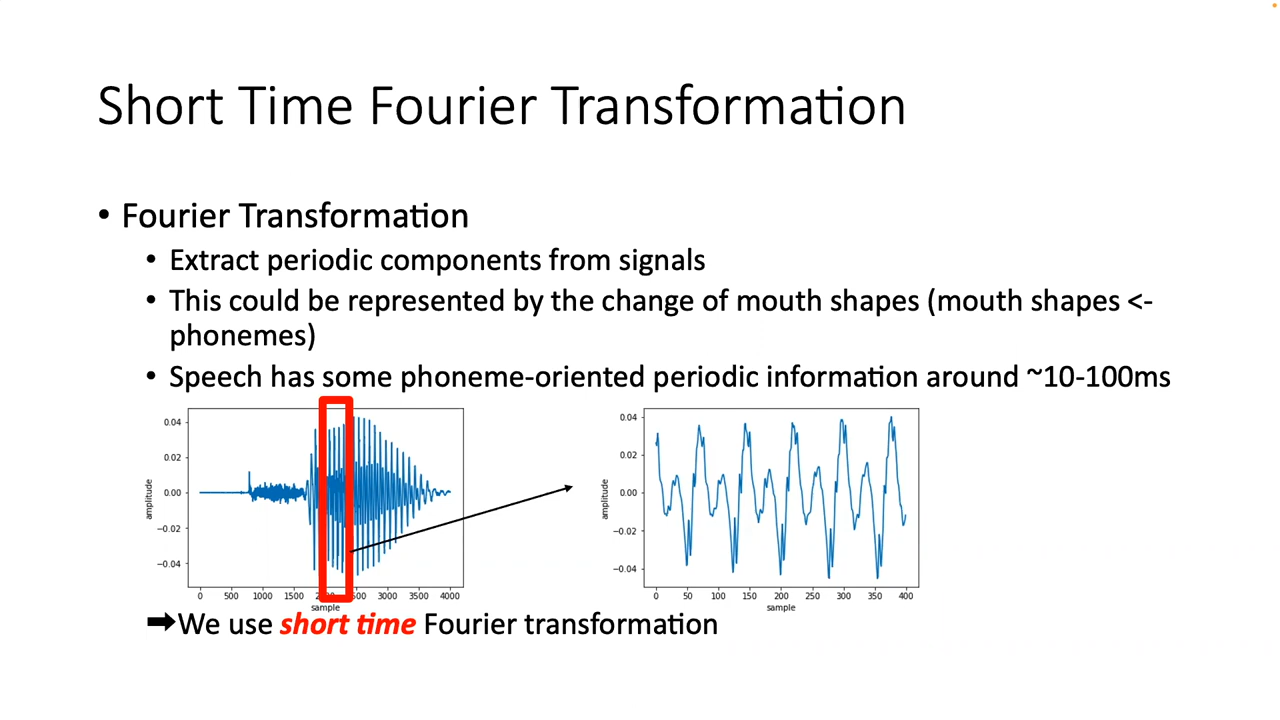 Short Time Fourier Transformation
• Fourier Transformation
• Extract periodic components from signals
• This could be represented by the change of mouth shapes (mouth shapes <-
phonemes)
• Speech has some phoneme-oriented periodic information around ~10-100ms
0.04
0.02
0.00
−0.02
−0.04
amplitude
0 500 1000 1500 2500 3000 3500 4000
sample
0.04
0.02
0.00
−0.02
−0.04
amplitude
0 50 100 150 200 250 300 350 400
sample
➡We use short time Fourier transformation